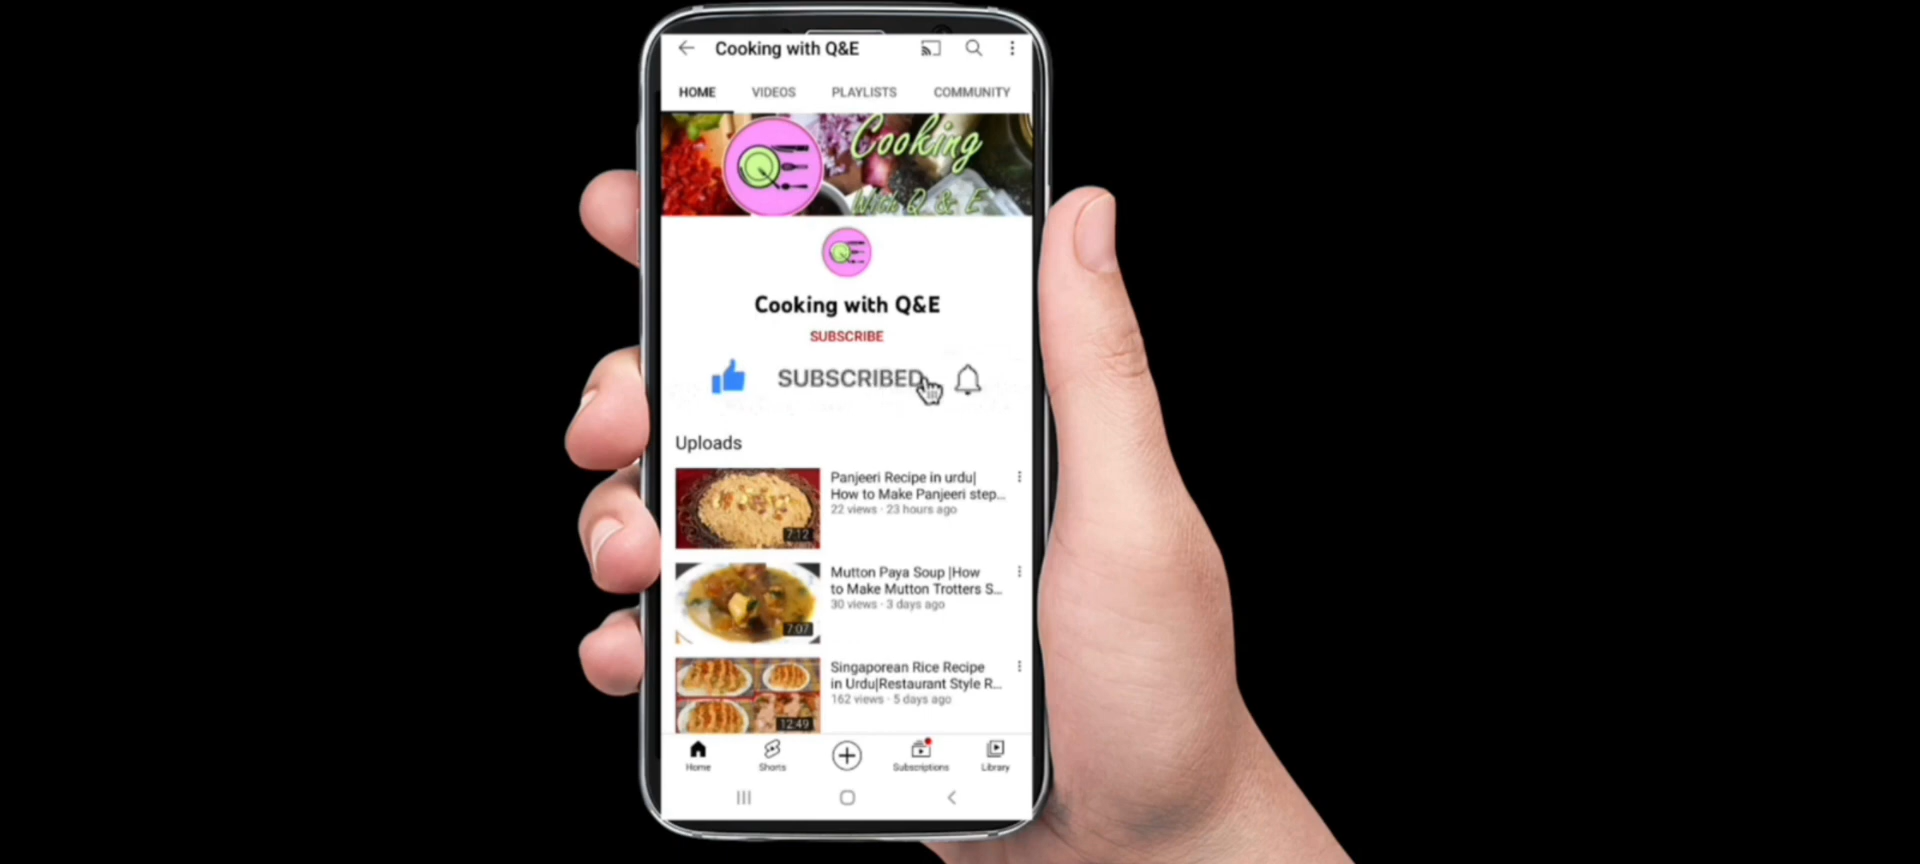 Cooking with Q&E
HOME VIDEOS PLAYLISTS COMMUNITY
Cooking
With Q & E
Cooking with Q&E
SUBSCRIBE
SUBSCRIBED
Uploads
Panjeeri Recipe in urdu|
How to Make Panjeeri step...
22 views · 23 hours ago
7:12
Mutton Paya Soup |How
to Make Mutton Trotters S...
30 views · 3 days ago
7:07
Singaporean Rice Recipe
in Urdu|Restaurant Style R...
162 views · 5 days ago
12:49
Home Shorts Subscriptions Library